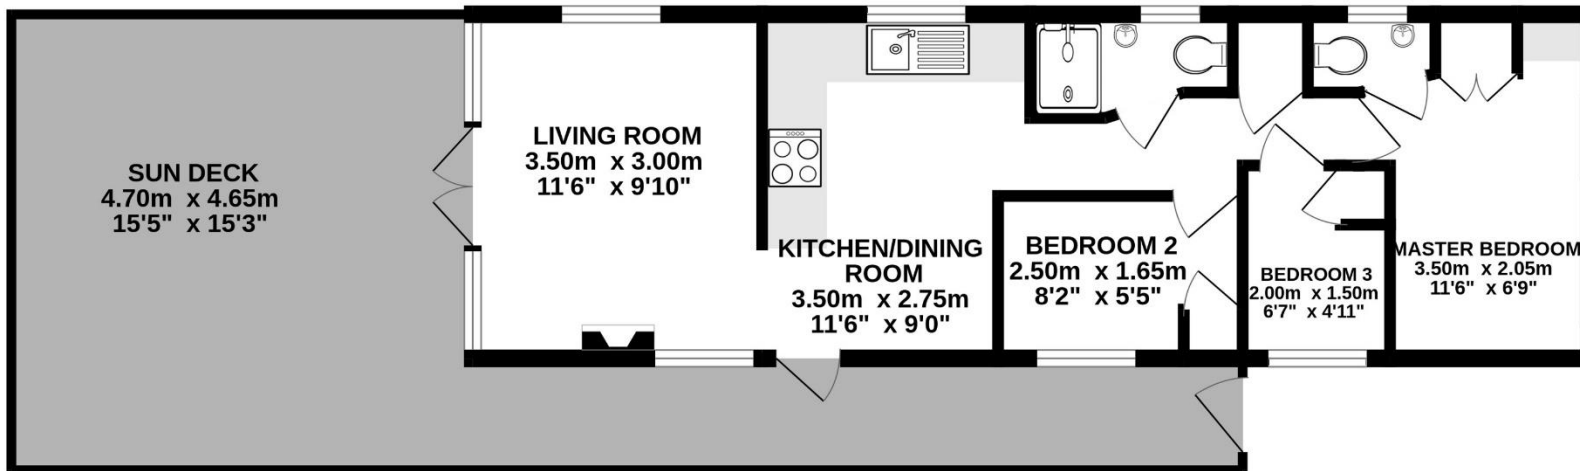 SUN DECK
4.70m x 4.65m
15'5" x 15'3"
LIVING ROOM
3.50m x 3.00m
11'6" x 9'10"
KITCHEN/DINING
ROOM
3.50m x 2.75m
11'6" x 9'0"
BEDROOM 2
2.50m x 1.65m
8'2" x 5'5"
BEDROOM 3
2.00m x 1.50m
6'7" x 4'11"
MASTER BEDROOM
3.50m x 2.05m
11'6" x 6'9"